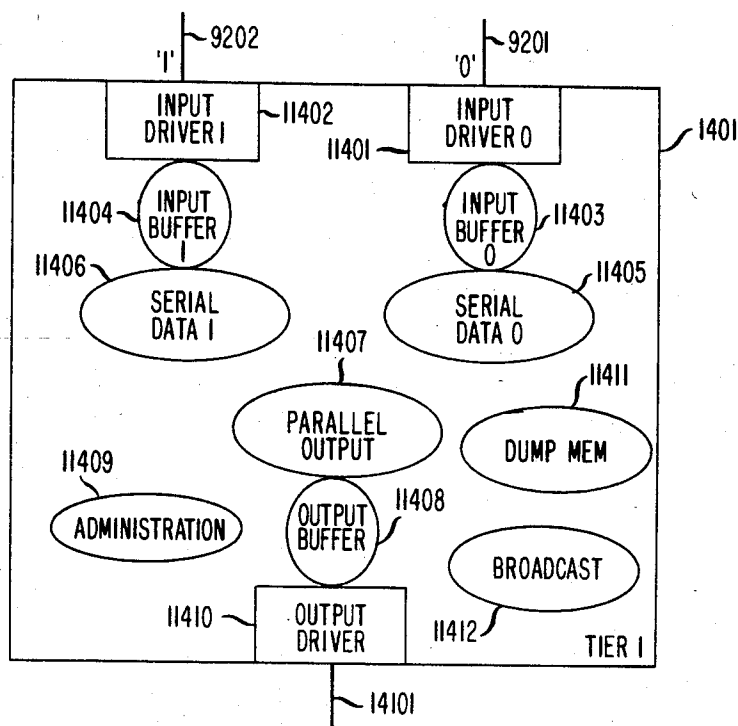 9202
9201
'1'
'0'
INPUT
DRIVER 1
11402
INPUT
DRIVER 0
11401
1401
11404
INPUT
BUFFER
1
INPUT
BUFFER
0
11403
11406
SERIAL
DATA 1
11405
SERIAL
DATA 0
11407
PARALLEL
OUTPUT
11411
DUMP MEM
11409
ADMINISTRATION
OUTPUT
BUFFER
11408
BROADCAST
11412
11410
OUTPUT
DRIVER
TIER 1
14101